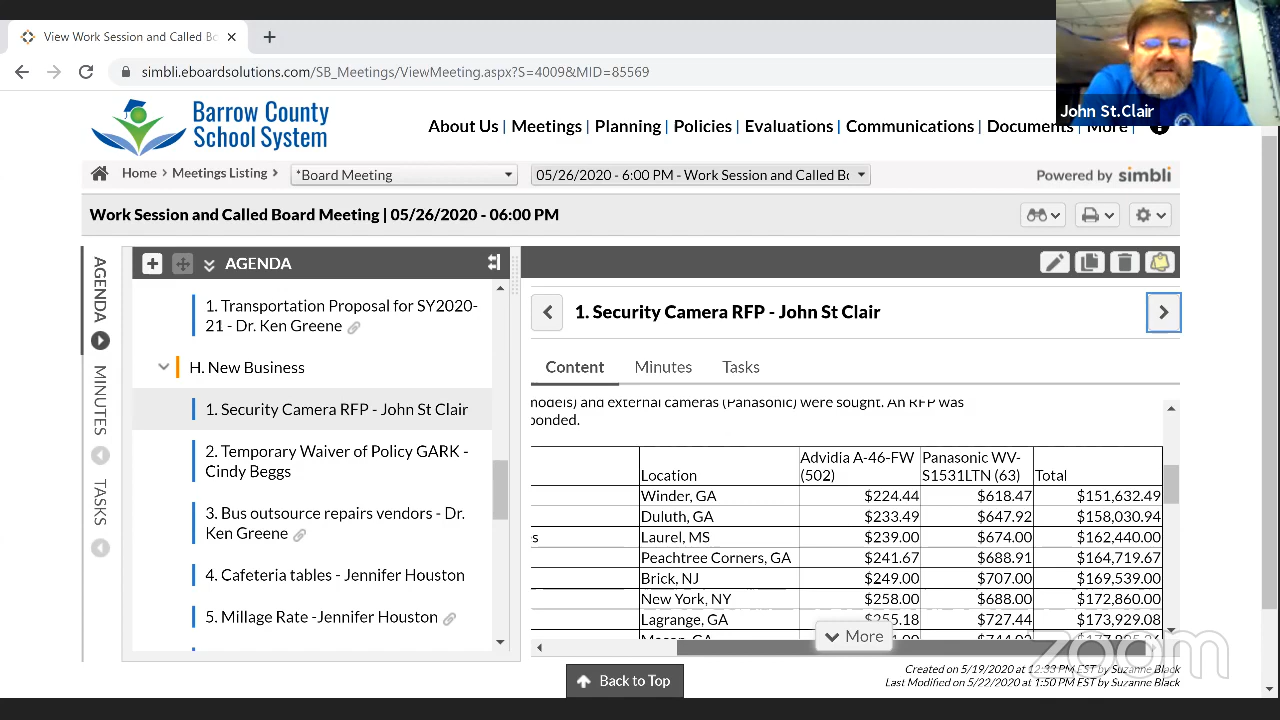 View Work Session and Called Bo
simbli.eboardsolutions.com/SB_Meetings/ViewMeeting.aspx?S=4009&MID=85569
John St.Clair
Barrow County
School System
About Us | Meetings | Planning | Policies | Evaluations | Communications | Documents | More
Home > Meetings Listing > *Board Meeting 05/26/2020 - 6:00 PM - Work Session and Called Bo Powered by simbli
Work Session and Called Board Meeting | 05/26/2020 - 06:00 PM
AGENDA
MINUTES
TASKS
AGENDA
1. Transportation Proposal for SY2020-
21 - Dr. Ken Greene
H. New Business
1. Security Camera RFP - John St Clair
2. Temporary Waiver of Policy GARK -
Cindy Beggs
3. Bus outsource repairs vendors - Dr.
Ken Greene
4. Cafeteria tables - Jennifer Houston
5. Millage Rate -Jennifer Houston
1. Security Camera RFP - John St Clair
Content Minutes Tasks
models) and external cameras (Panasonic) were sought. An RFP was
ponded.
Location Advidia A-46-FW (502) Panasonic WV-S1531LTN (63) Total
Winder, GA $224.44 $618.47 $151,632.49
Duluth, GA $233.49 $647.92 $158,030.94
s Laurel, MS $239.00 $674.00 $162,440.00
Peachtree Corners, GA $241.67 $688.91 $164,719.67
Brick, NJ $249.00 $707.00 $169,539.00
New York, NY $258.00 $688.00 $172,860.00
Lagrange, GA $255.18 $727.44 $173,929.08
More
Created on 5/19/2020 at 12:33 PM EST by Suzanne Black
Last Modified on 5/22/2020 at 1:50 PM EST by Suzanne Black
Back to Top
zoom